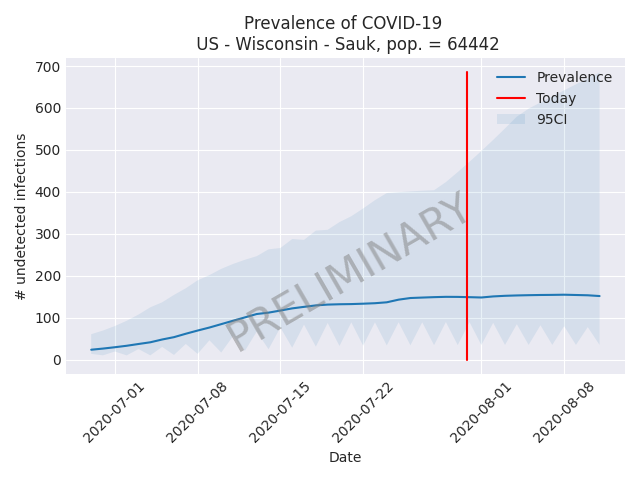 Prevalence of COVID-19
US - Wisconsin - Sauk, pop. = 64442
700
600
500
400
300
200
100
0
# undetected infections
Prevalence
Today
95CI
PRELIMINARY
2020-07-01
2020-07-08
2020-07-15
2020-07-22
2020-08-01
2020-08-08
Date